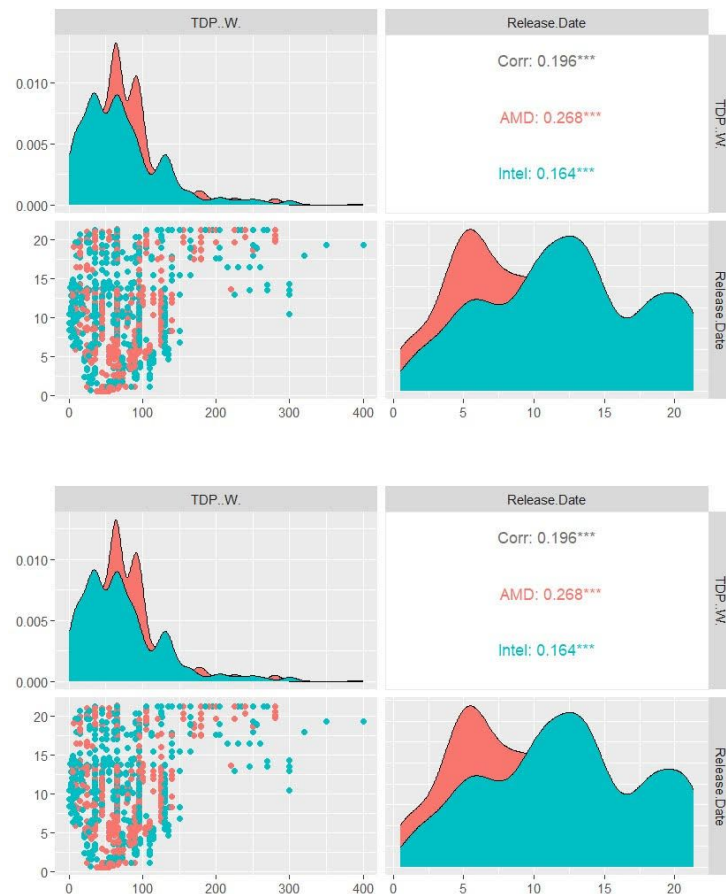 TDP..W. Release.Date
0.010
0.005
0.000
Corr: 0.196***
AMD: 0.268***
Intel: 0.164***
TDP..W.
20
15
10
5
0
Release.Date
0 100 200 300 400
0 5 10 15 20
TDP..W. Release.Date
0.010
0.005
0.000
Corr: 0.196***
AMD: 0.268***
Intel: 0.164***
TDP..W.
20
15
10
5
0
Release.Date
0 100 200 300 400
0 5 10 15 20